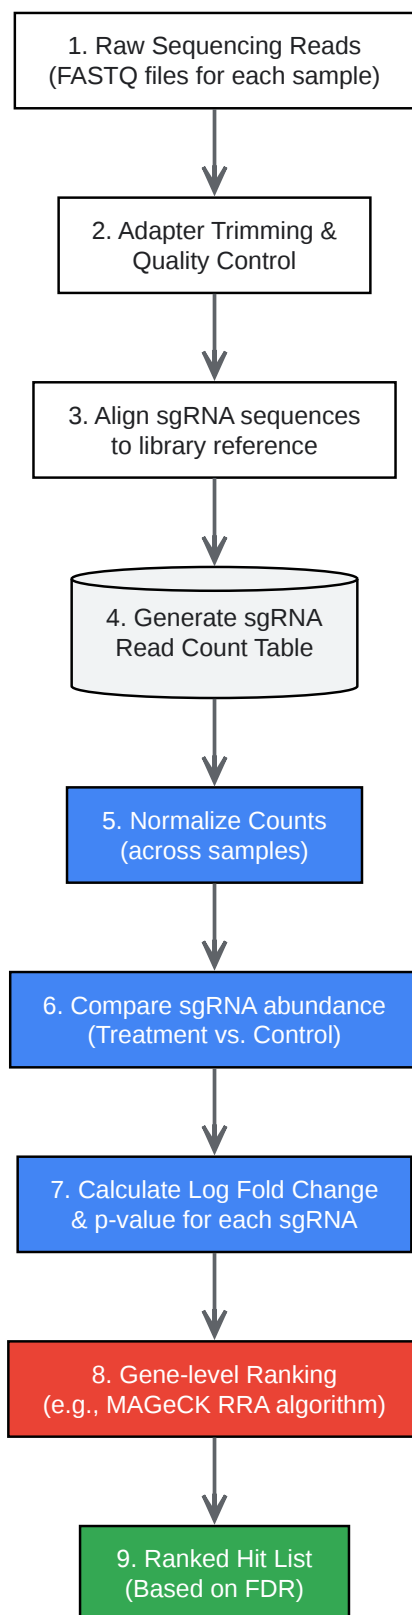 1. Raw Sequencing Reads
(FASTQ files for each sample)
2. Adapter Trimming &
Quality Control
3. Align sgRNA sequences
to library reference
4. Generate sgRNA
Read Count Table
5. Normalize Counts
(across samples)
6. Compare sgRNA abundance
(Treatment vs. Control)
7. Calculate Log Fold Change
& p-value for each sgRNA
8. Gene-level Ranking
(e.g., MAGeCK RRA algorithm)
9. Ranked Hit List
(Based on FDR)